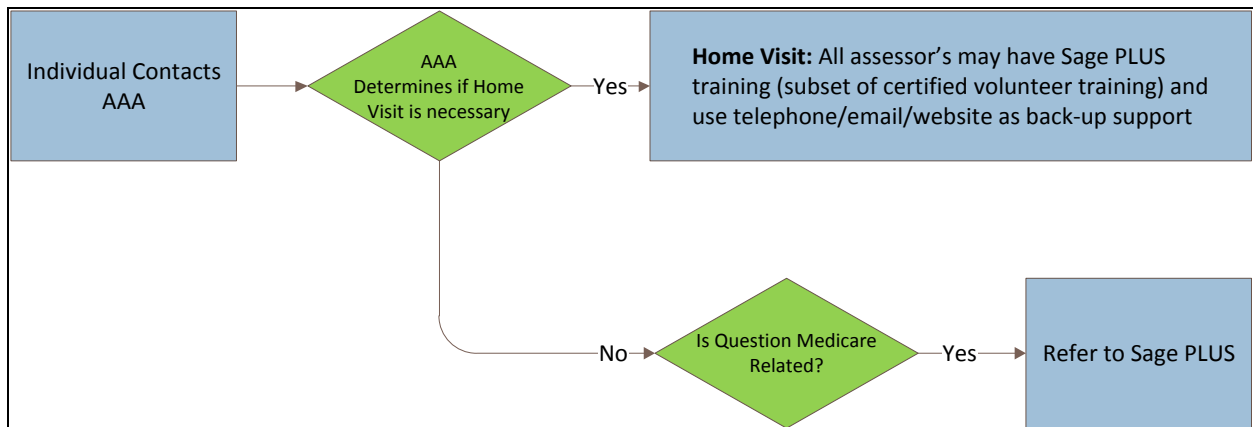 Individual Contacts
AAA
AAA
Determines if Home
Visit is necessary
Yes
Home Visit: All assessor’s may have Sage PLUS
training (subset of certified volunteer training) and
use telephone/email/website as back-up support
No
Is Question Medicare
Related?
Yes
Refer to Sage PLUS